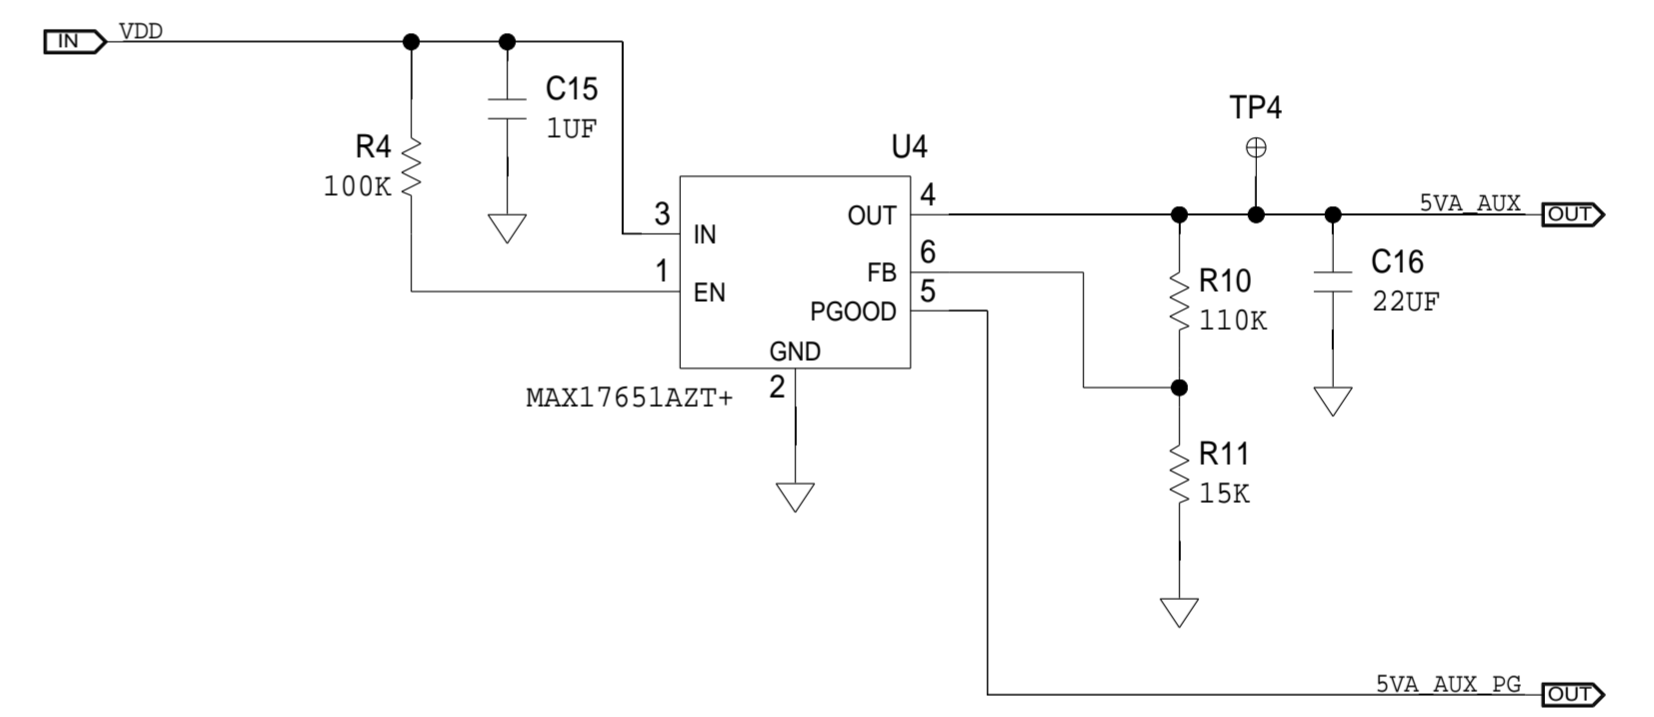 IN VDD
C15
1UF
R4
100K
TP4
U4
3 IN
1 EN
OUT 4
FB 6
PGOOD 5
GND
2
MAX17651AZT+
5VA_AUX OUT
R10
110K
C16
22UF
R11
15K
5VA_AUX_PG OUT